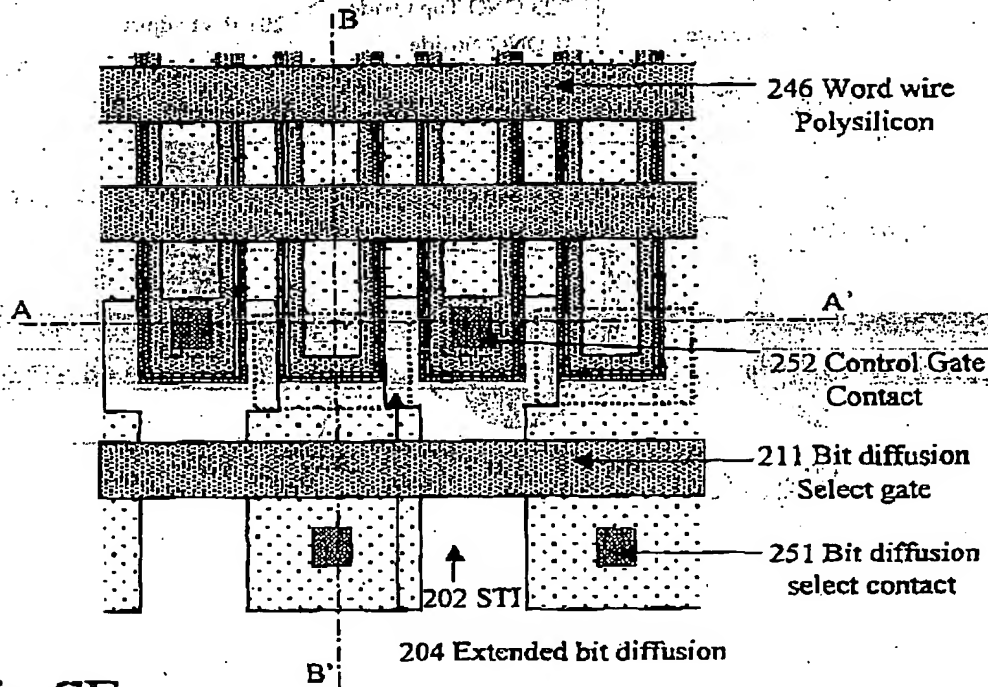 B
246 Word wire
Polysilicon
A
A'
252 Control Gate
Contact
211 Bit diffusion
Select gate
251 Bit diffusion
select contact
202 STI
204 Extended bit diffusion
B'